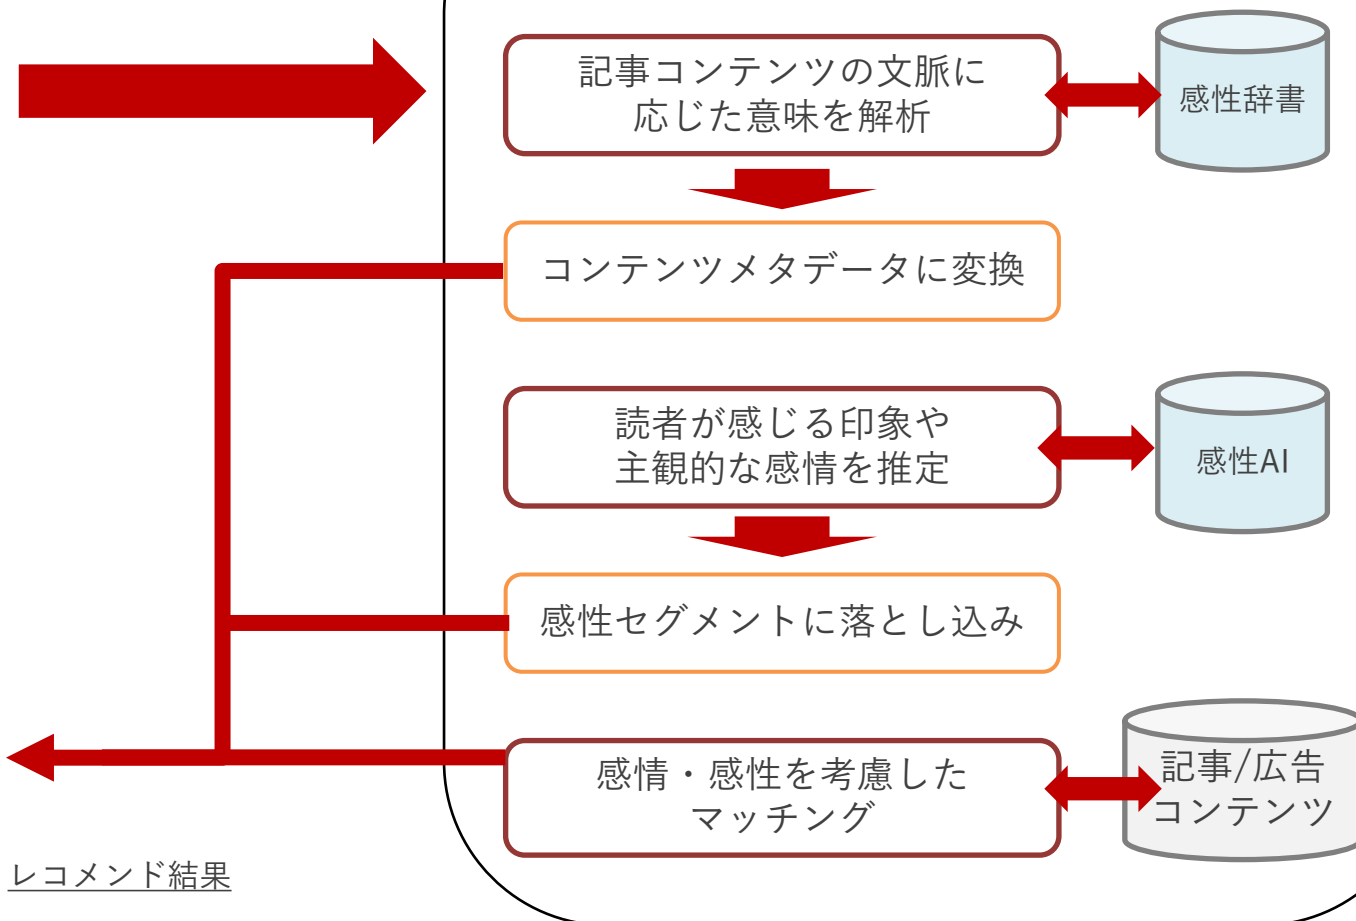 記事コンテンツの文脈に
応じた意味を解析
感性辞書
コンテンツメタデータに変換
読者が感じる印象や
主観的な感情を推定
感性AI
感性セグメントに落とし込み
感情・感性を考慮した
マッチング
記事/広告
コンテンツ
レコメンド結果